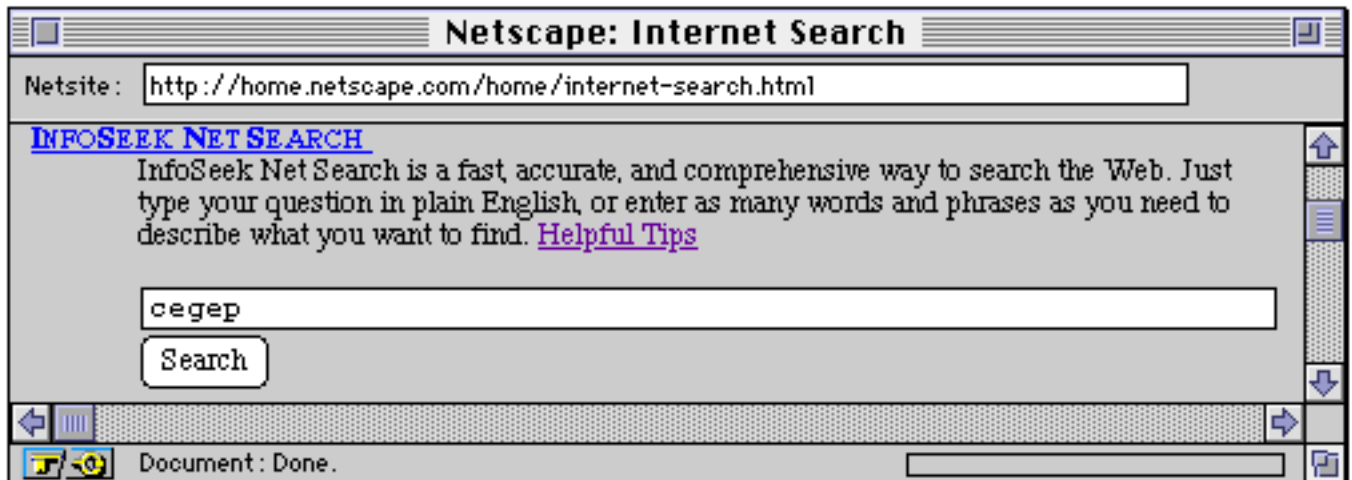 Netscape: Internet Search
Netsite: http://home.netscape.com/home/internet-search.html
INFOSEEK NET SEARCH
InfoSeek Net Search is a fast, accurate, and comprehensive way to search the Web. Just
type your question in plain English, or enter as many words and phrases as you need to
describe what you want to find. Helpful Tips
cegep
Search
Document: Done.